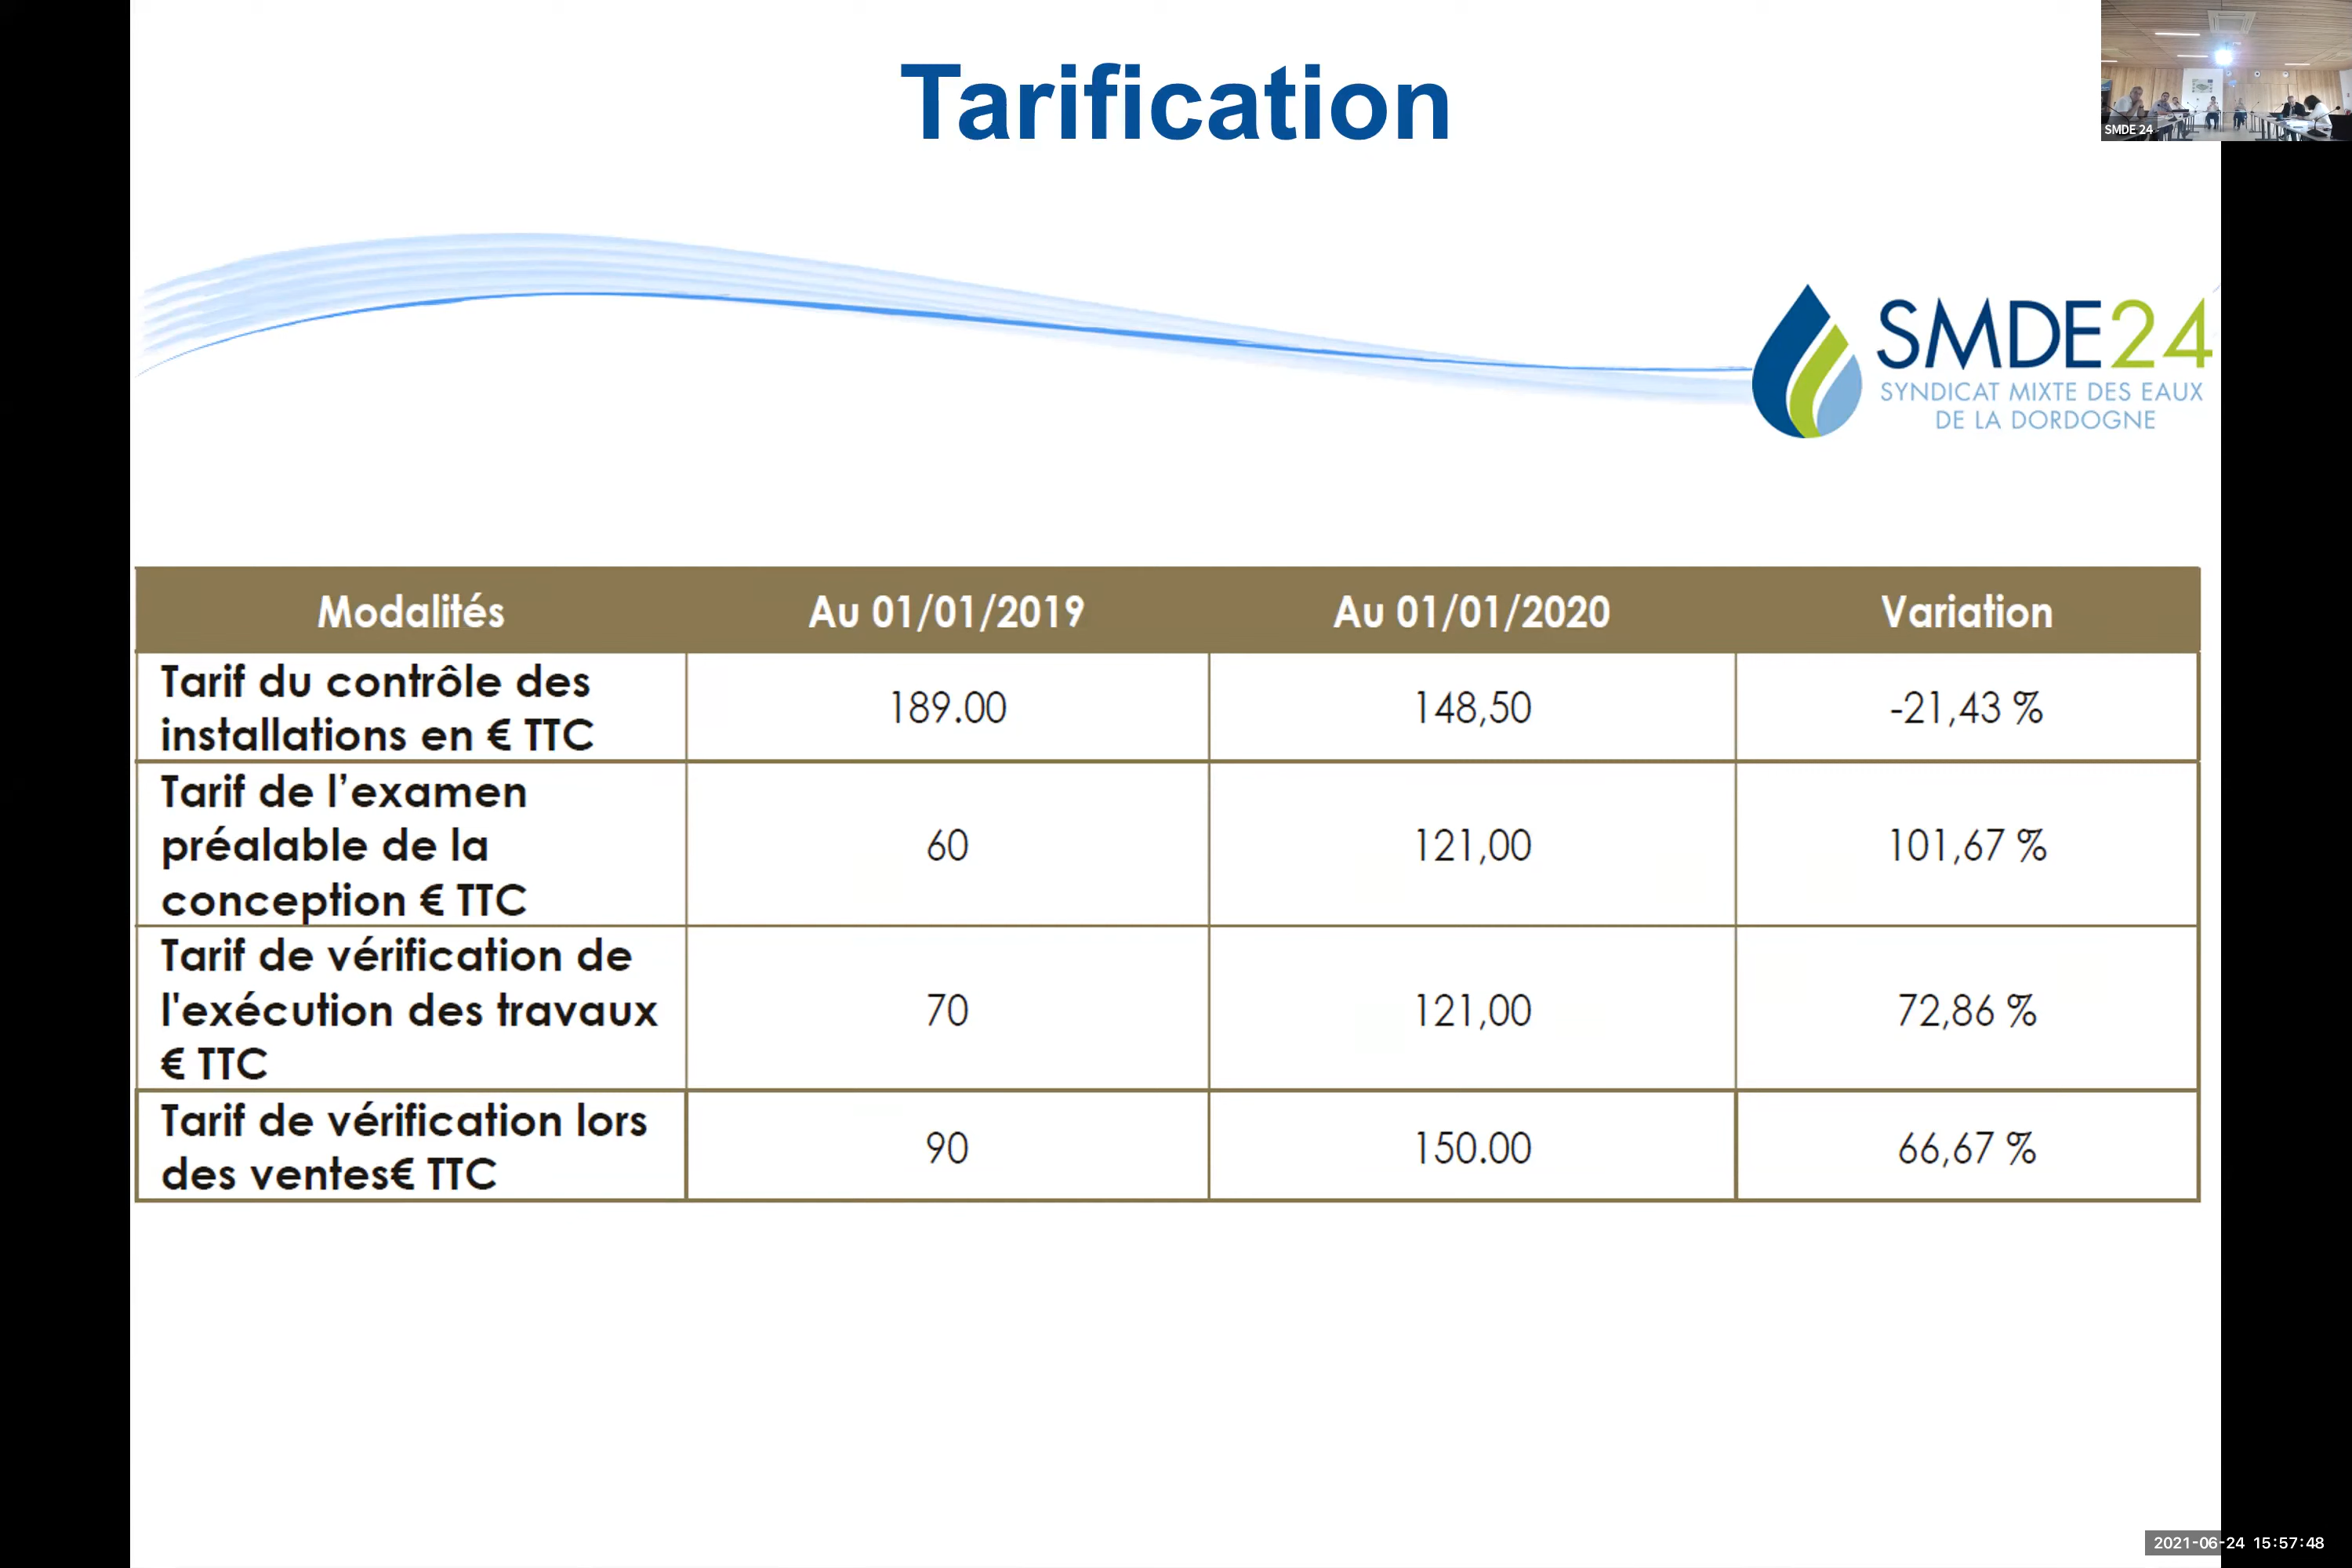 Tarification
SMDE 24
SMDE24
SYNDICAT MIXTE DES EAUX
DE LA DORDOGNE
Modalités Au 01/01/2019 Au 01/01/2020 Variation
Tarif du contrôle des
installations en € TTC
189.00 148,50 -21,43 %
Tarif de l’examen
préalable de la
conception € TTC
60 121,00 101,67 %
Tarif de vérification de
l'exécution des travaux
€ TTC
70 121,00 72,86 %
Tarif de vérification lors
des ventes€ TTC
90 150.00 66,67 %
2021-06-24 15:57:48